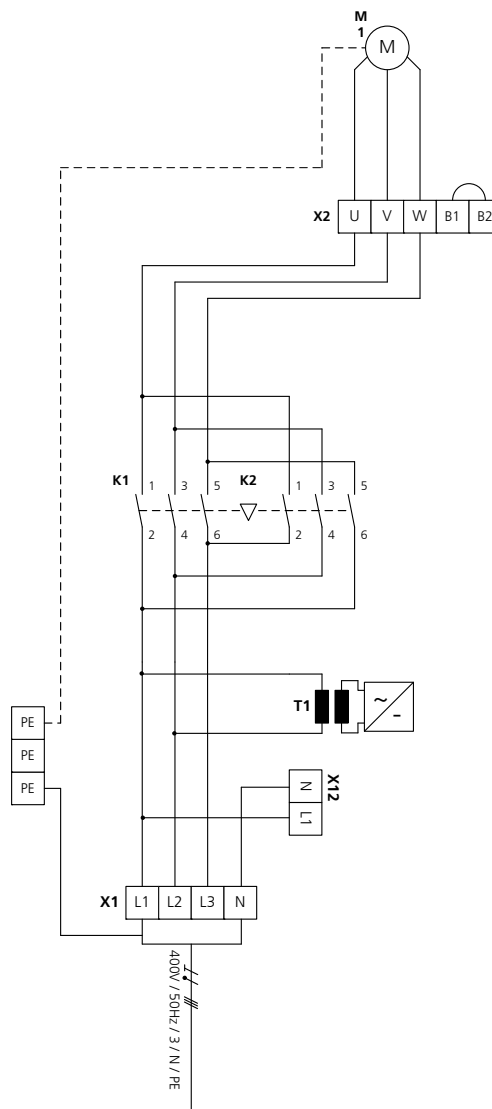 M
1
M
X2 U V W B1 B2
K1 1 3 5 K2 1 3 5
2 4 6 2 4 6
T1 ~ -
PE
PE
PE
N
L1
X12
X1 L1 L2 L3 N
400V / 50Hz / 3 / N / PE